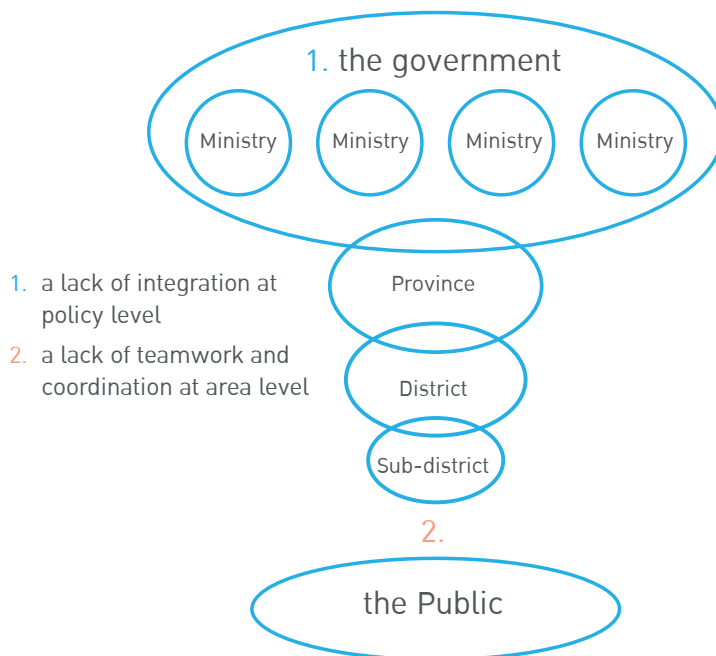 1. the government
Ministry Ministry Ministry Ministry
Province
1. a lack of integration at
policy level
2. a lack of teamwork and
coordination at area level
District
Sub-district
2.
the Public